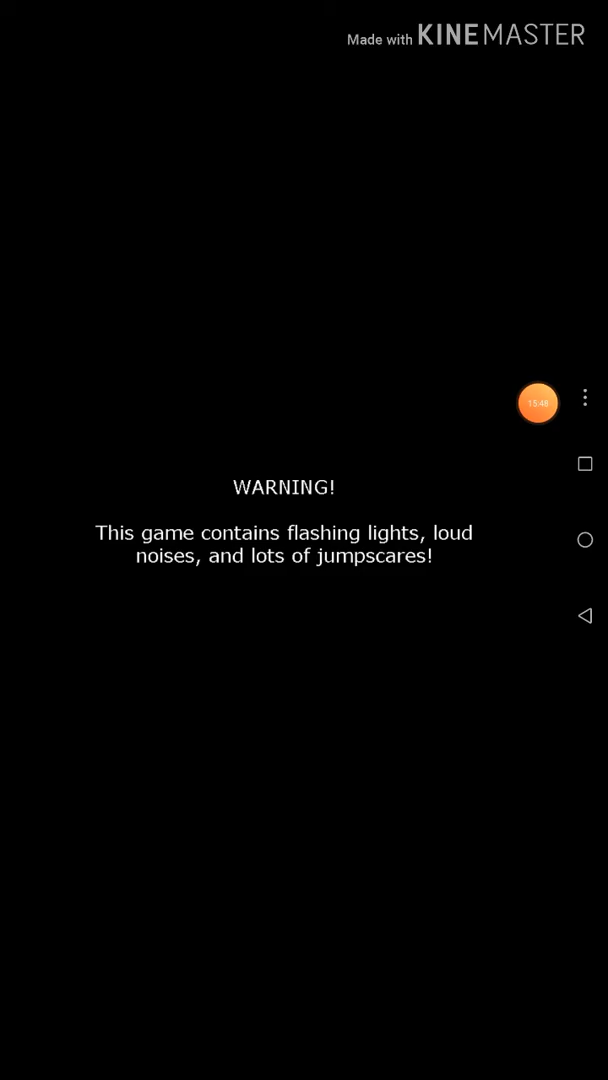 Made with KINEMASTER
15:48
WARNING!
This game contains flashing lights, loud
noises, and lots of jumpscares!